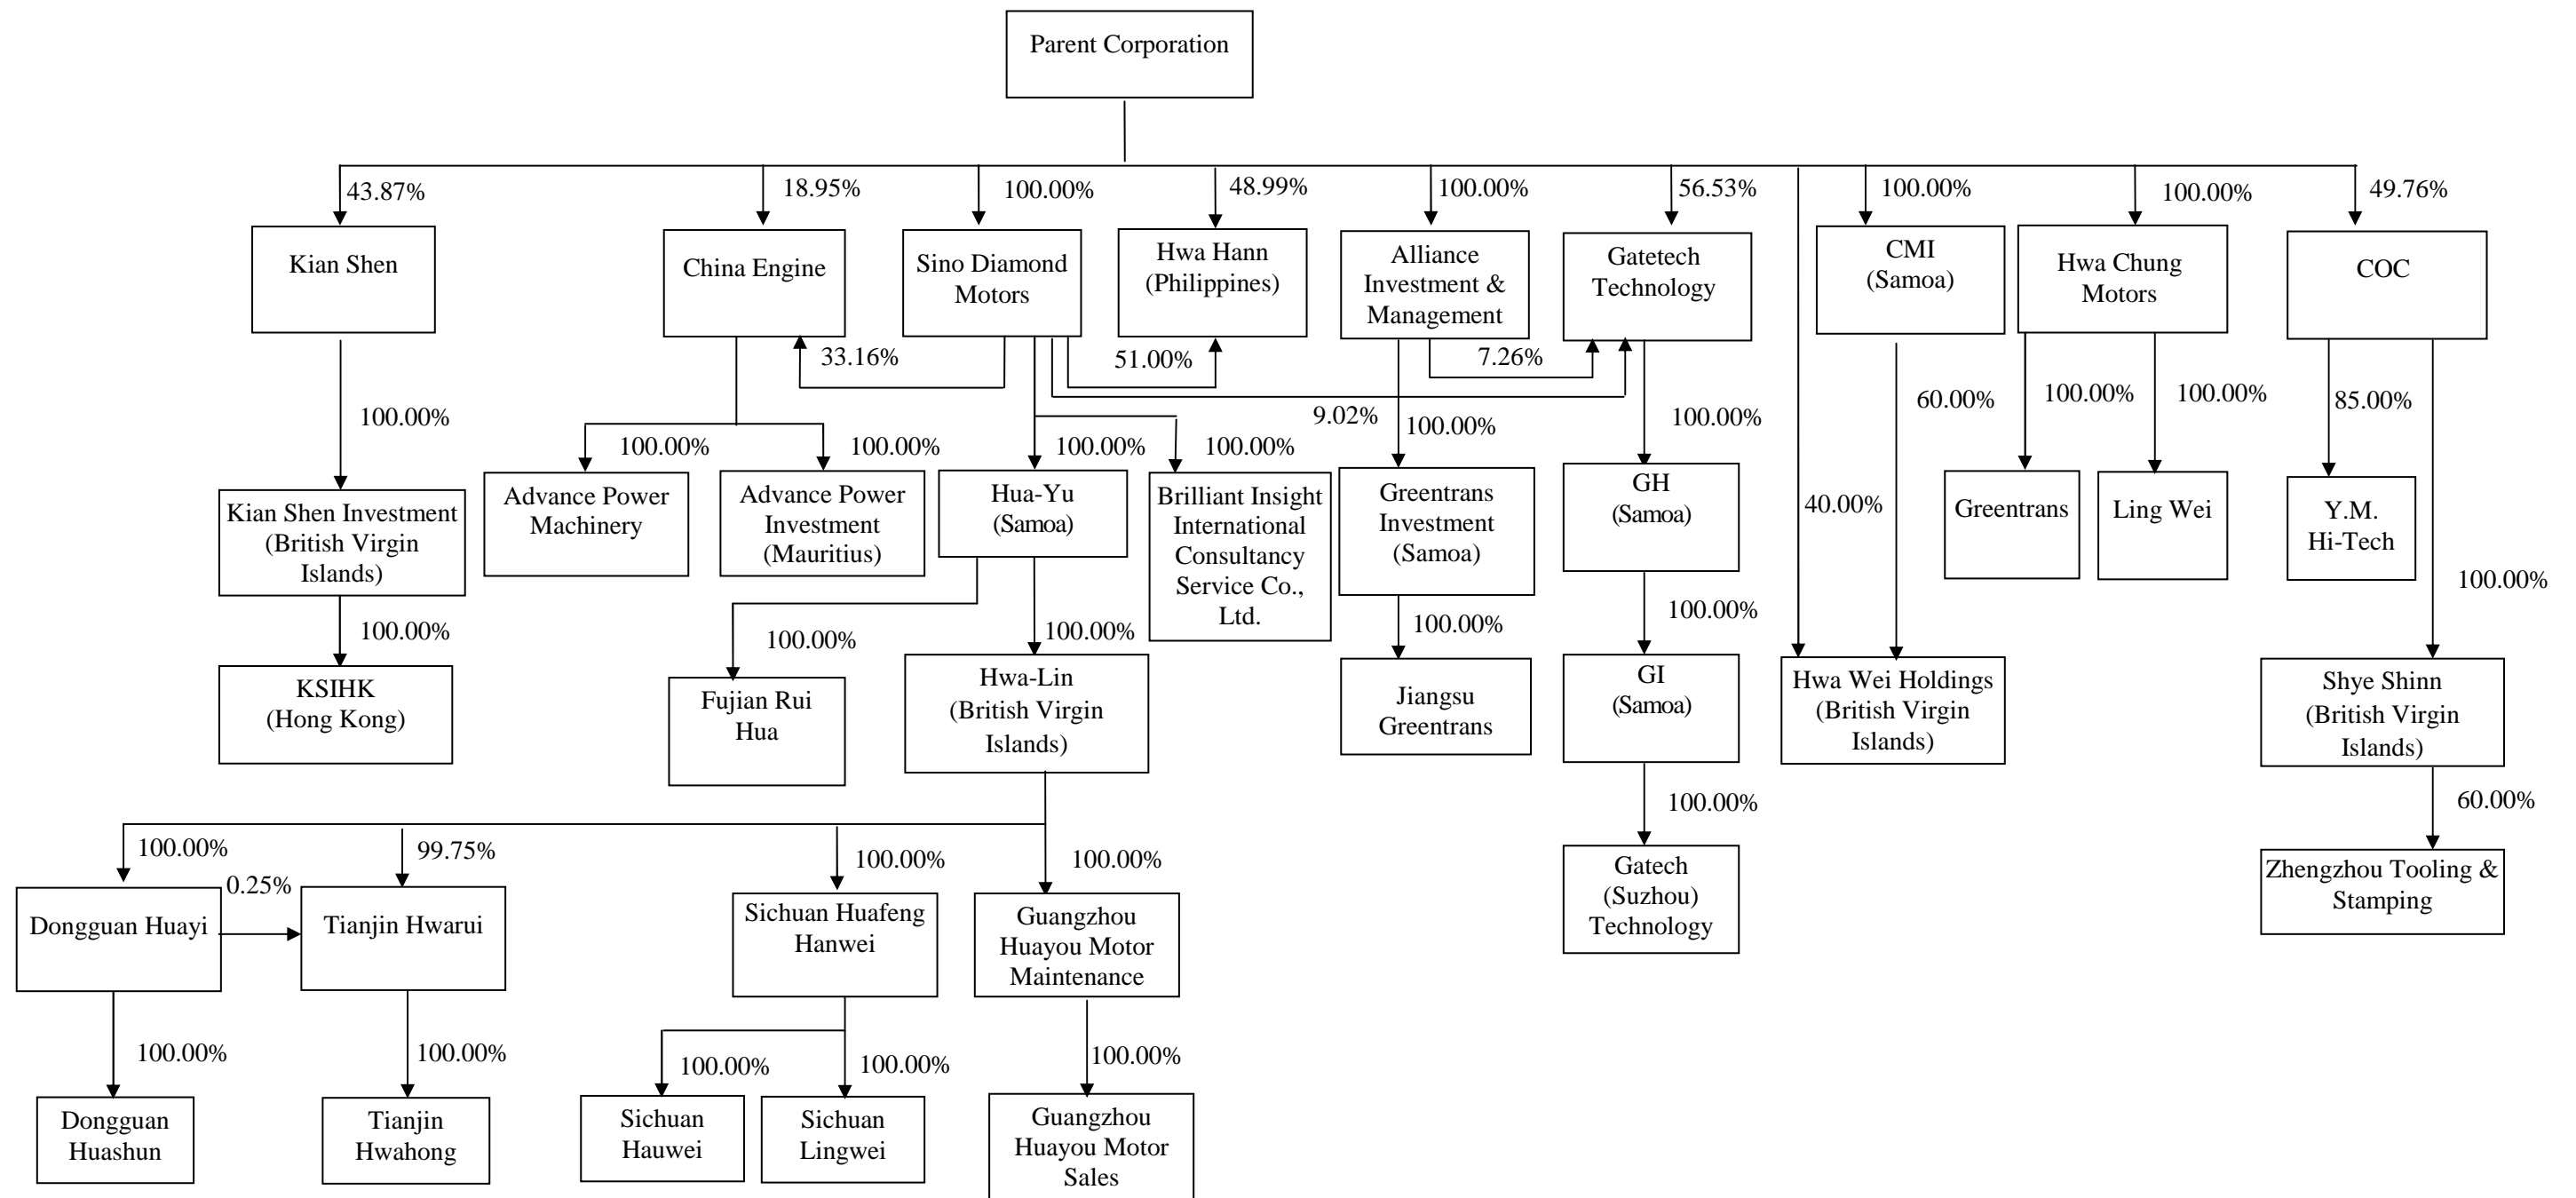 Parent Corporation
43.87%
18.95%
100.00%
48.99%
100.00%
56.53%
100.00%
100.00%
49.76%
Kian Shen
China Engine
Sino Diamond
Motors
Hwa Hann
(Philippines)
Alliance
Investment &
Management
Gatetech
Technology
CMI
(Samoa)
Hwa Chung
Motors
COC
33.16%
51.00%
7.26%
9.02%
100.00%
100.00%
100.00%
100.00%
100.00%
100.00%
100.00%
60.00%
100.00%
100.00%
85.00%
Kian Shen Investment
(British Virgin
Islands)
Advance Power
Machinery
Advance Power
Investment
(Mauritius)
Hua-Yu
(Samoa)
Brilliant Insight
International
Consultancy
Service Co.,
Ltd.
Greentrans
Investment
(Samoa)
GH
(Samoa)
40.00%
Greentrans
Ling Wei
Y.M.
Hi-Tech
100.00%
100.00%
100.00%
100.00%
100.00%
100.00%
KSIHK
(Hong Kong)
Fujian Rui
Hua
Hwa-Lin
(British Virgin
Islands)
Jiangsu
Greentrans
GI
(Samoa)
Hwa Wei Holdings
(British Virgin
Islands)
Shye Shinn
(British Virgin
Islands)
100.00%
99.75%
100.00%
100.00%
100.00%
60.00%
0.25%
Dongguan Huayi
Tianjin Hwarui
Sichuan Huafeng
Hanwei
Guangzhou
Huayou Motor
Maintenance
Gatech
(Suzhou)
Technology
Zhengzhou Tooling &
Stamping
100.00%
100.00%
100.00%
100.00%
100.00%
Dongguan
Huashun
Tianjin
Hwahong
Sichuan
Hauwei
Sichuan
Lingwei
Guangzhou
Huayou Motor
Sales